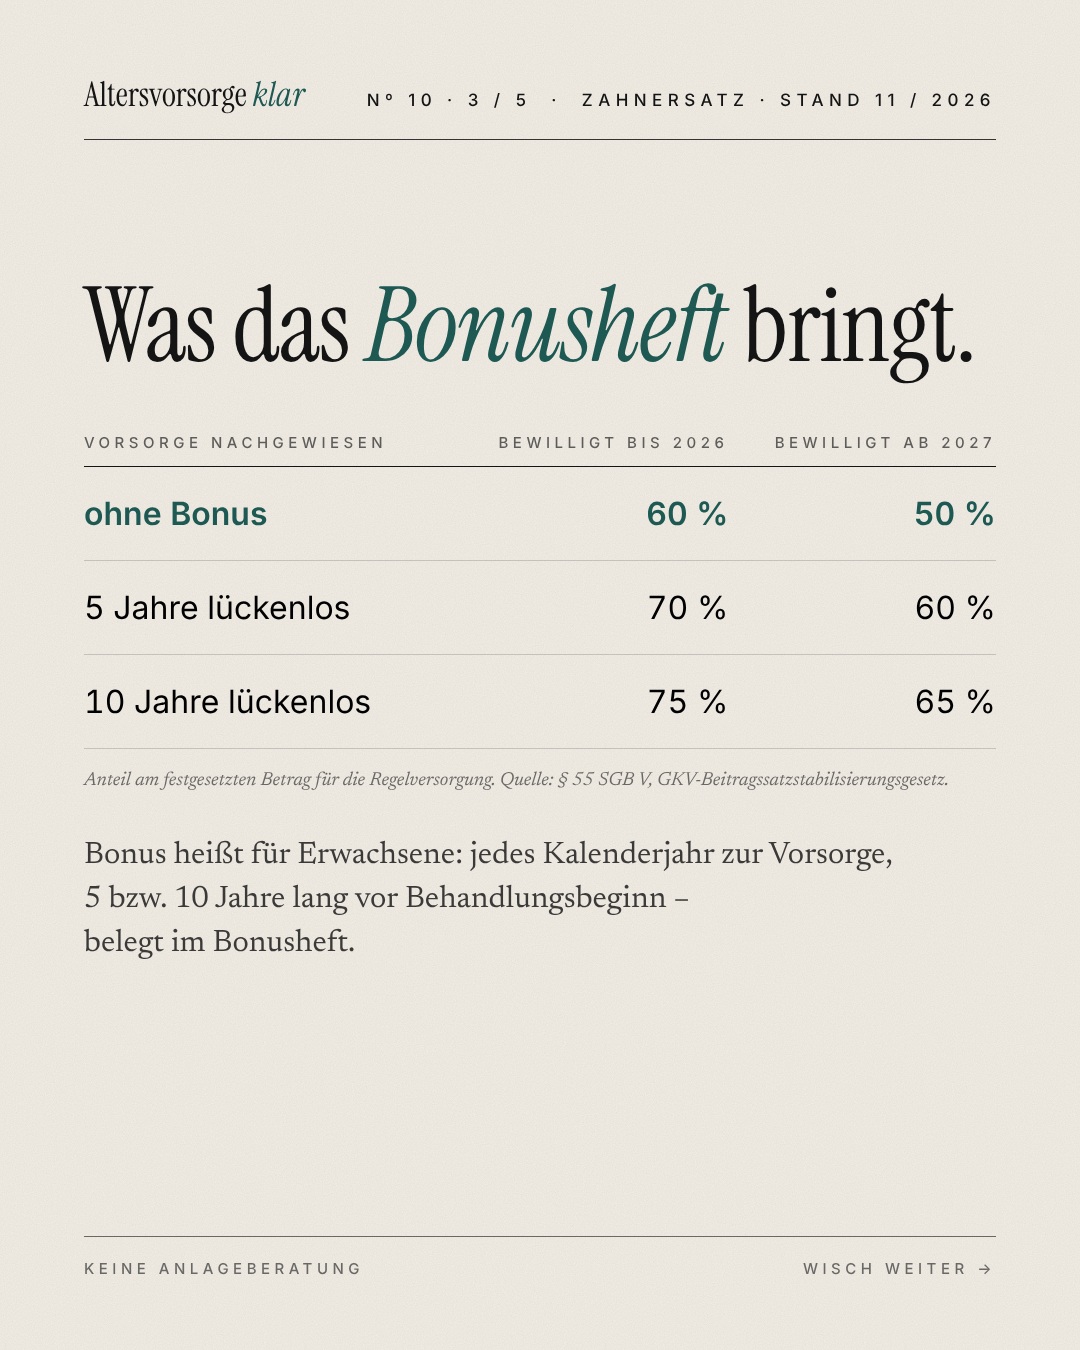 Altersvorsorge klar
Nº 10 · 3 / 5 · ZAHNERSATZ · STAND 11 / 2026
Was das Bonusheft bringt.
VORSORGE NACHGEWIESEN BEWILLIGT BIS 2026 BEWILLIGT AB 2027
ohne Bonus 60 % 50 %
5 Jahre lückenlos 70 % 60 %
10 Jahre lückenlos 75 % 65 %
Anteil am festgesetzten Betrag für die Regelversorgung. Quelle: § 55 SGB V, GKV-Beitragssatzstabilisierungsgesetz.
Bonus heißt für Erwachsene: jedes Kalenderjahr zur Vorsorge,
5 bzw. 10 Jahre lang vor Behandlungsbeginn –
belegt im Bonusheft.
KEINE ANLAGEBERATUNG
WISCH WEITER →